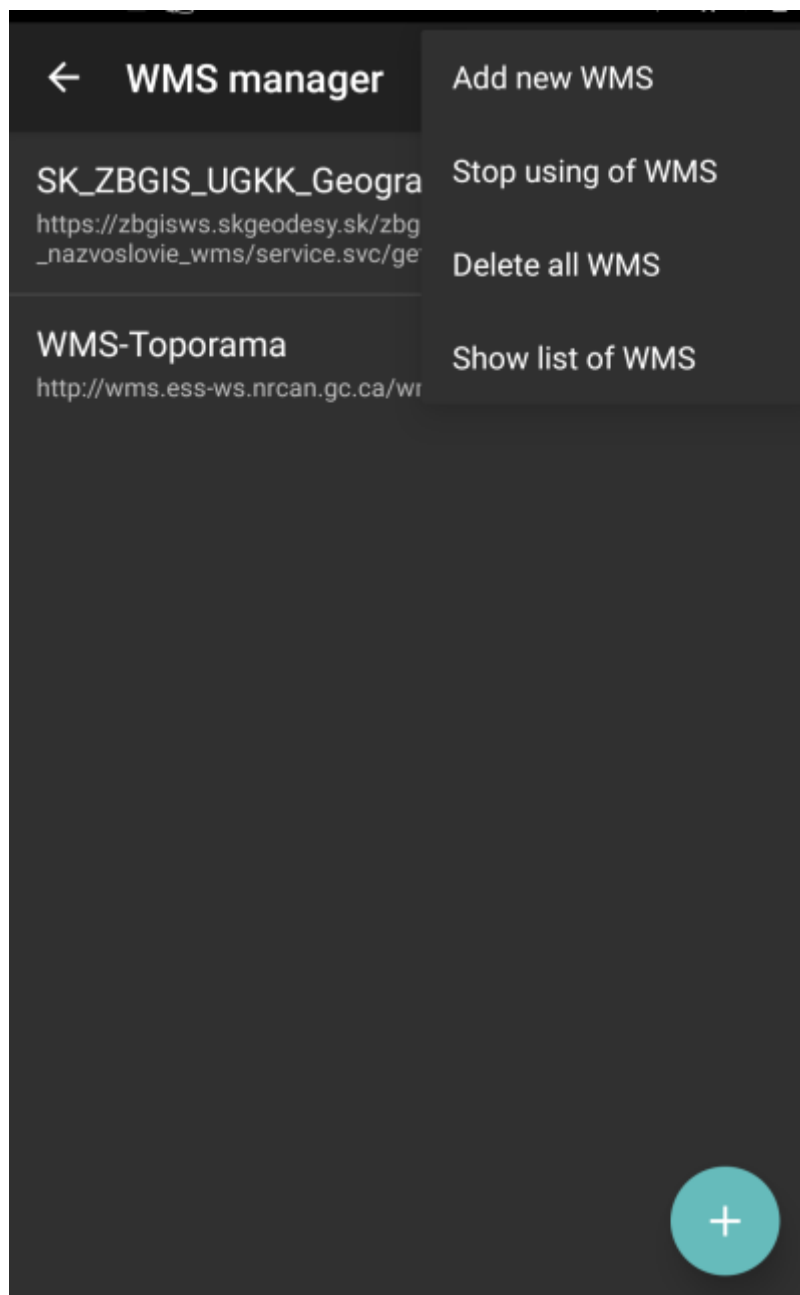 WMS manager
Add new WMS
Stop using of WMS
Delete all WMS
Show list of WMS
SK_ZBGIS_UGKK_Geogra
https://zbgisws.skgeodesy.sk/zbg
_nazvoslovie_wms/service.svc/ge
WMS-Toporama
http://wms.ess-ws.nrcan.gc.ca/w
+